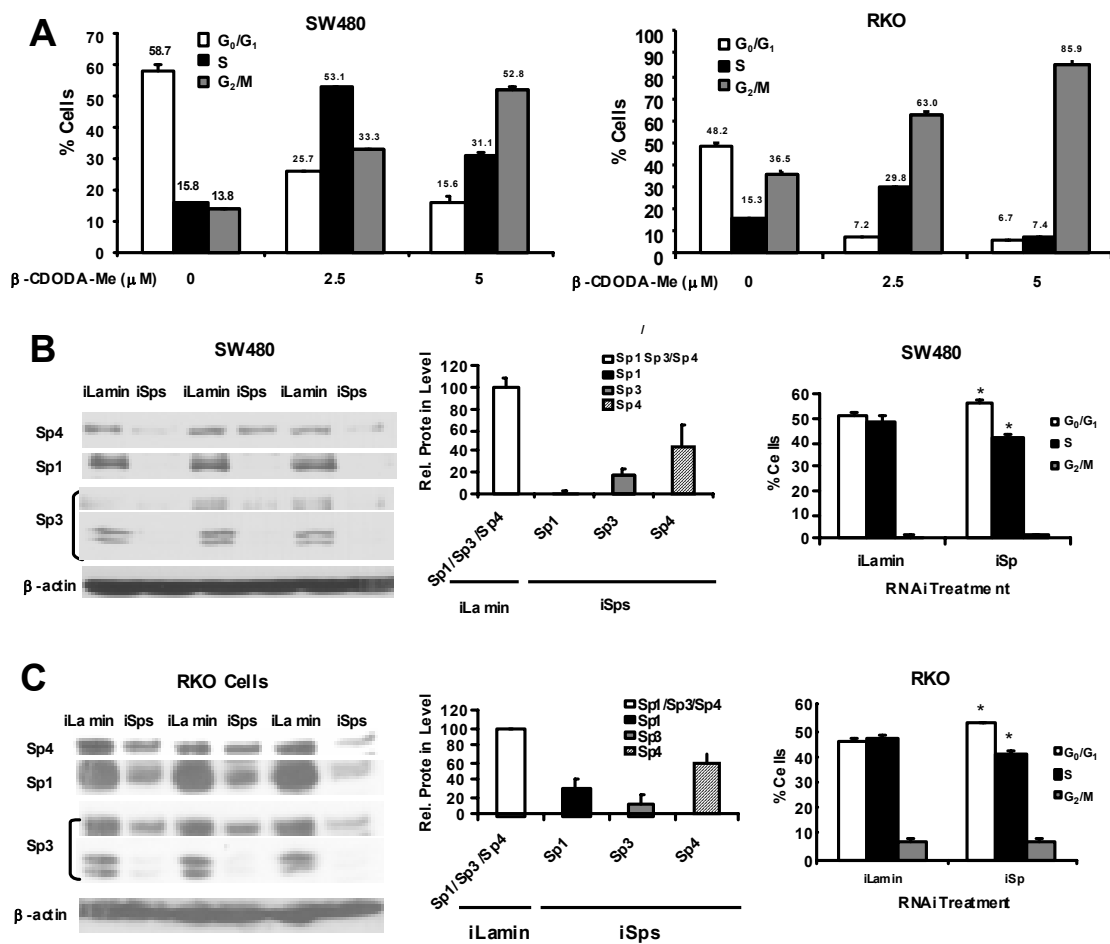 A
SW480
% Cells
70
60
50
40
30
20
10
0
G0/G1
S
G2/M
58.7
15.8
13.8
25.7
53.1
33.3
15.6
31.1
52.8
β-CDODA-Me (μM) 0 2.5 5
RKO
% Cells
100
90
80
70
60
50
40
30
20
10
0
G0/G1
S
G2/M
48.2
15.3
36.5
7.2
29.8
63.0
6.7
7.4
85.9
β-CDODA-Me (μM) 0 2.5 5
B
SW480
iLamin iSps iLamin iSps iLamin iSps
Sp4
Sp1
Sp3
β-actin
/
Sp1 Sp3/Sp4
Sp1
Sp3
Sp4
Rel. Prote in Level
120
100
80
60
40
20
0
Sp1/Sp3/Sp4
Sp1
Sp3
Sp4
iLa min iSps
SW480
% Ce lls
60
50
40
30
20
10
0
* *
G0/G1
S
G2/M
iLamin iSp
RNAi Treatment
C
RKO Cells
iLa min iSps iLa min iSps iLa min iSps
Sp4
Sp1
Sp3
β-actin
Sp1/Sp3/Sp4
Sp1
Sp3
Sp4
Rel. Prote in Level
120
100
80
60
40
20
0
Sp1/Sp3/Sp4
Sp1
Sp3
Sp4
iLamin iSps
RKO
% Ce lls
60
50
40
30
20
10
0
* *
G0/G1
S
G2/M
iLamin iSp
RNAi Treatment